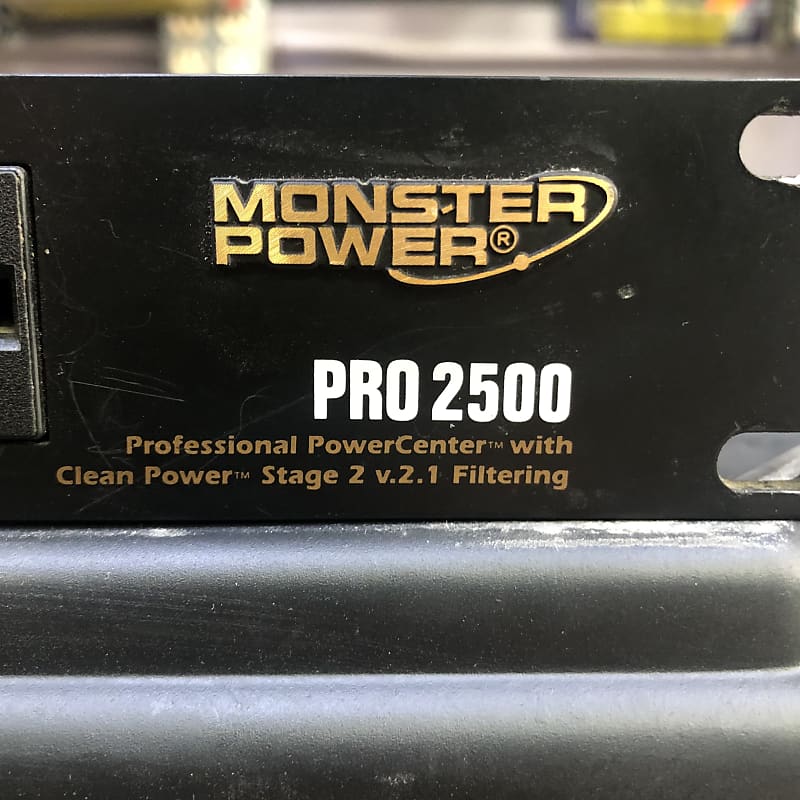 MONSTER
POWER®
PRO 2500
Professional PowerCenter™ with
Clean Power™ Stage 2 v.2.1 Filtering